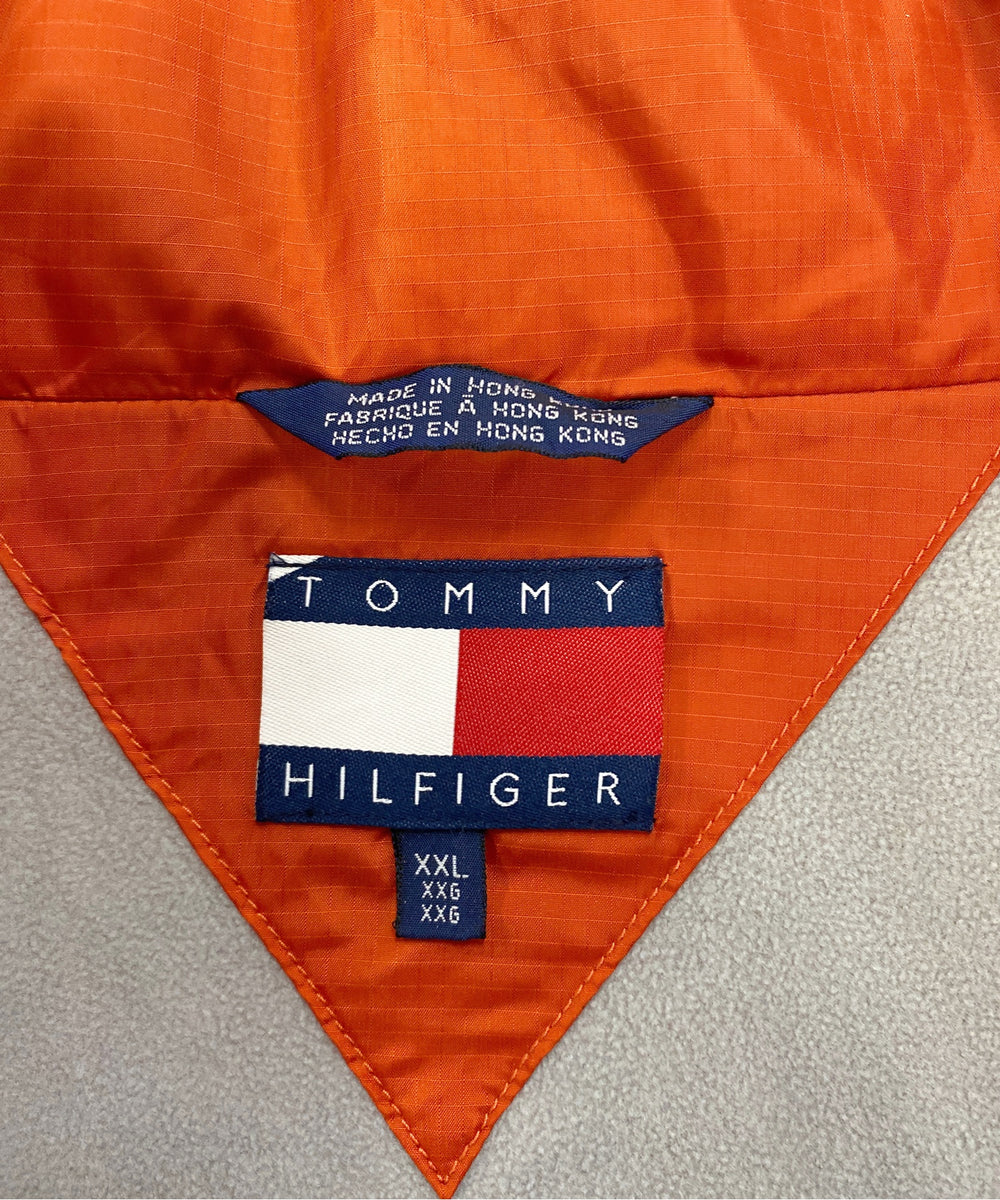 MADE IN HONG
FABRIQUE À HONG KONG
HECHO EN HONG KONG
TOMMY
HILFIGER
XXL
XXG
XXG